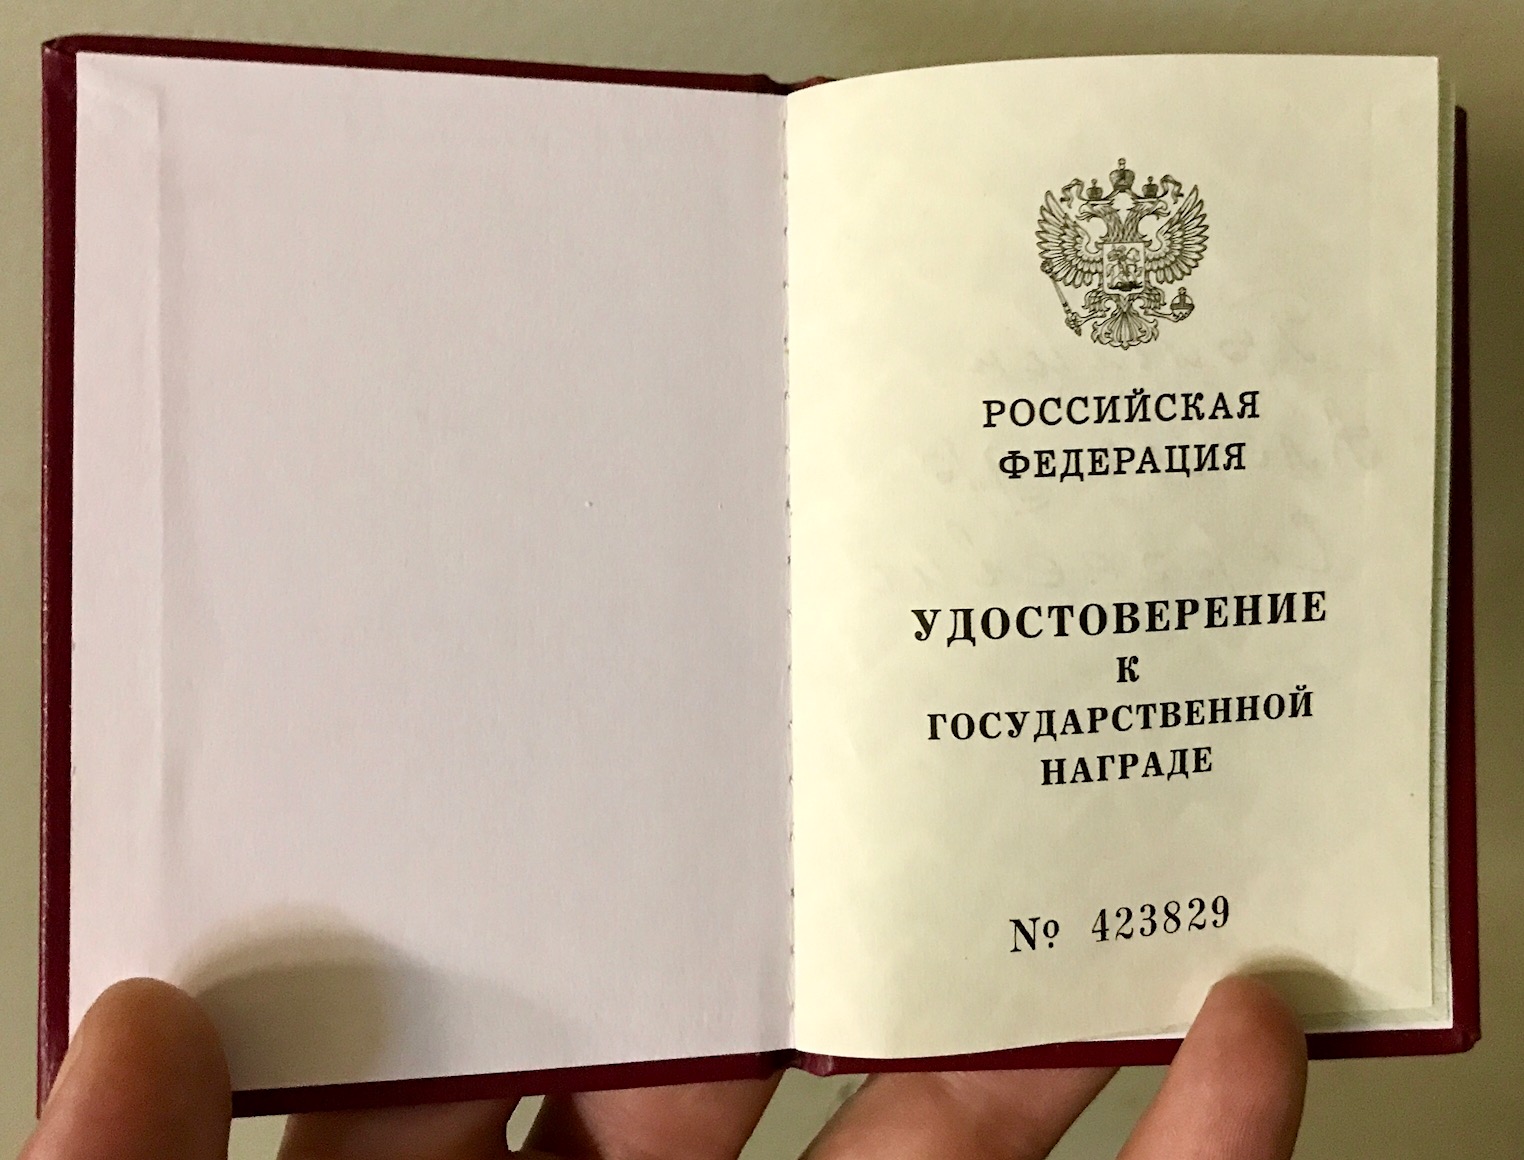 РОССИЙСКАЯ
ФЕДЕРАЦИЯ
УДОСТОВЕРЕНИЕ
К
ГОСУДАРСТВЕННОЙ
НАГРАДЕ
№ 423829